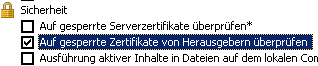 Sicherheit
Auf gesperrte Serverzertifikate überprüfen*
Auf gesperrte Zertifikate von Herausgebern überprüfen
Ausführung aktiver Inhalte in Dateien auf dem lokalen Con